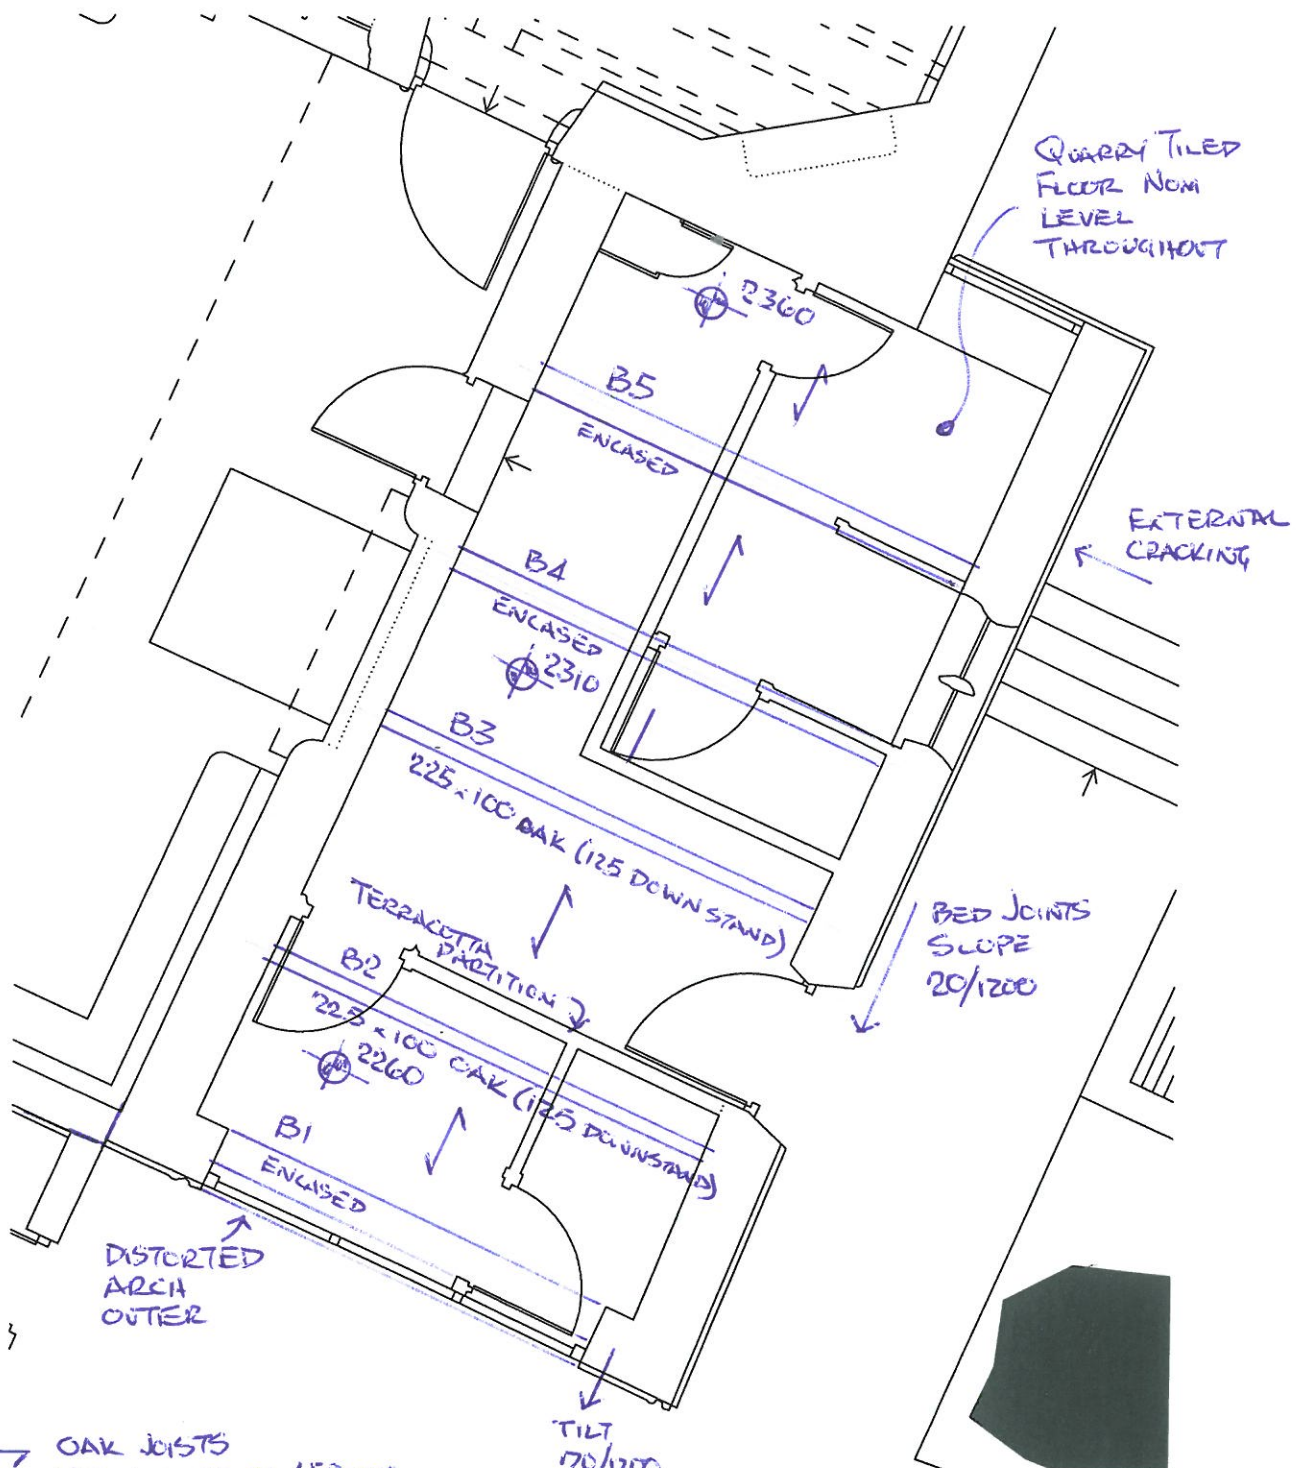 QUARRY TILED
FLOOR NOM
LEVEL
THROUGHOUT
2360
B5
ENCASED
EXTERNAL
CRACKING
B4
ENCASED
2310
B3
225 x 100 OAK (125 DOWN STAND)
TERRACOTTA
PARTITION
BED JOINTS
SLOPE
20/1200
B2
225 x 100 OAK (125 DOWNSTAND)
2260
B1
ENCASED
DISTORTED
ARCH
OUTER
TILT
OAK JOISTS